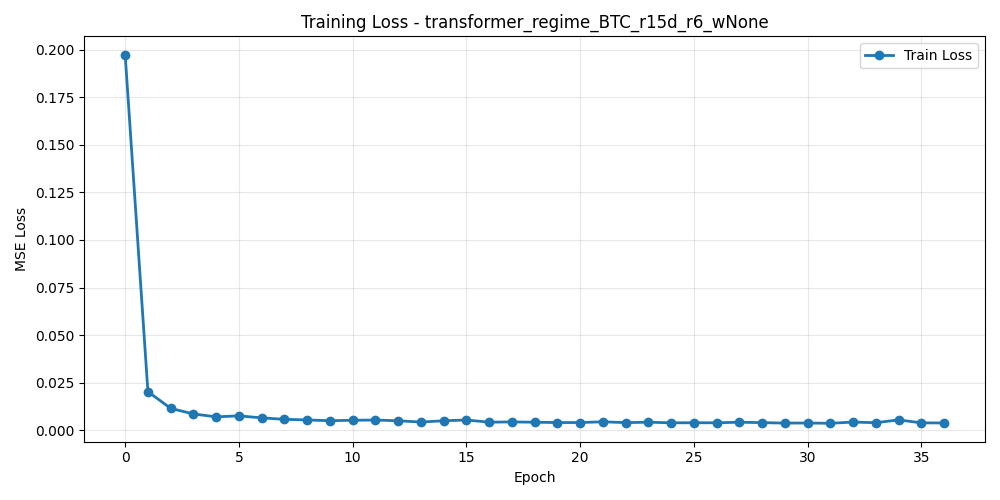 Training Loss - transformer_regime_BTC_r15d_r6_wNone
Train Loss
MSE Loss
0.200
0.175
0.150
0.125
0.100
0.075
0.050
0.025
0.000
0 5 10 15 20 25 30 35
Epoch